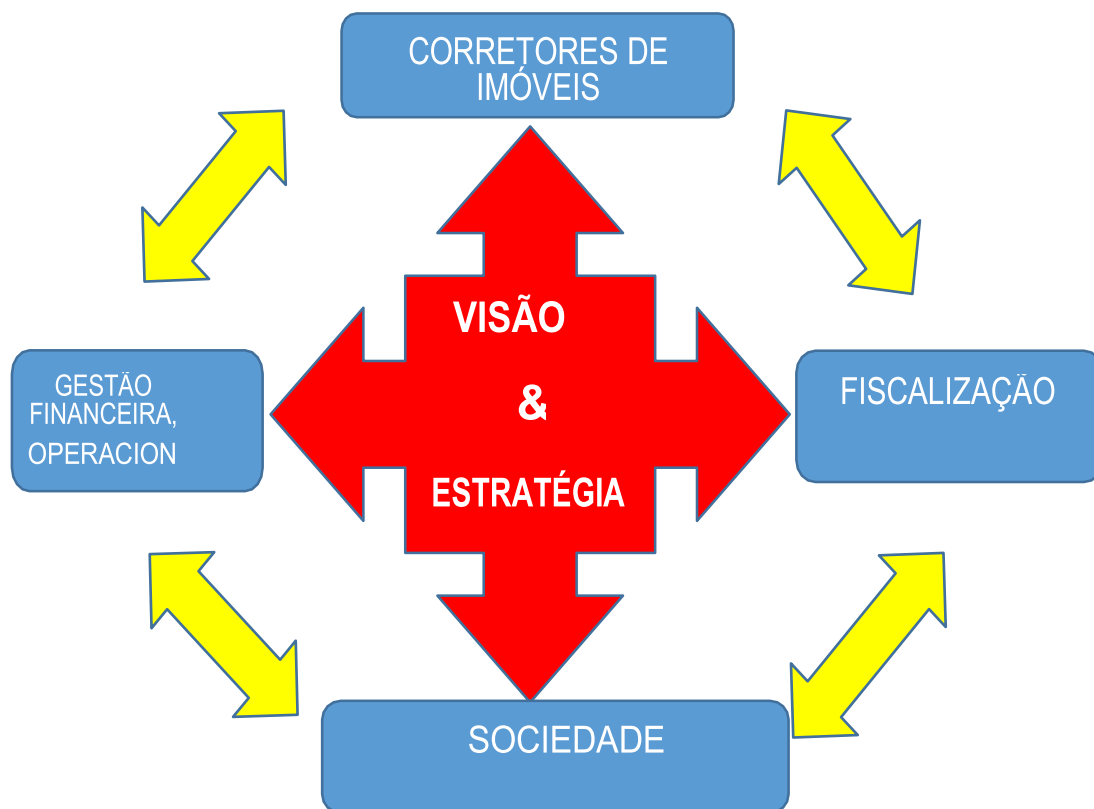 CORRETORES DE
IMÓVEIS
VISÃO
&
ESTRATÉGIA
GESTÃO
FINANCEIRA,
OPERACION
FISCALIZAÇÃO
SOCIEDADE